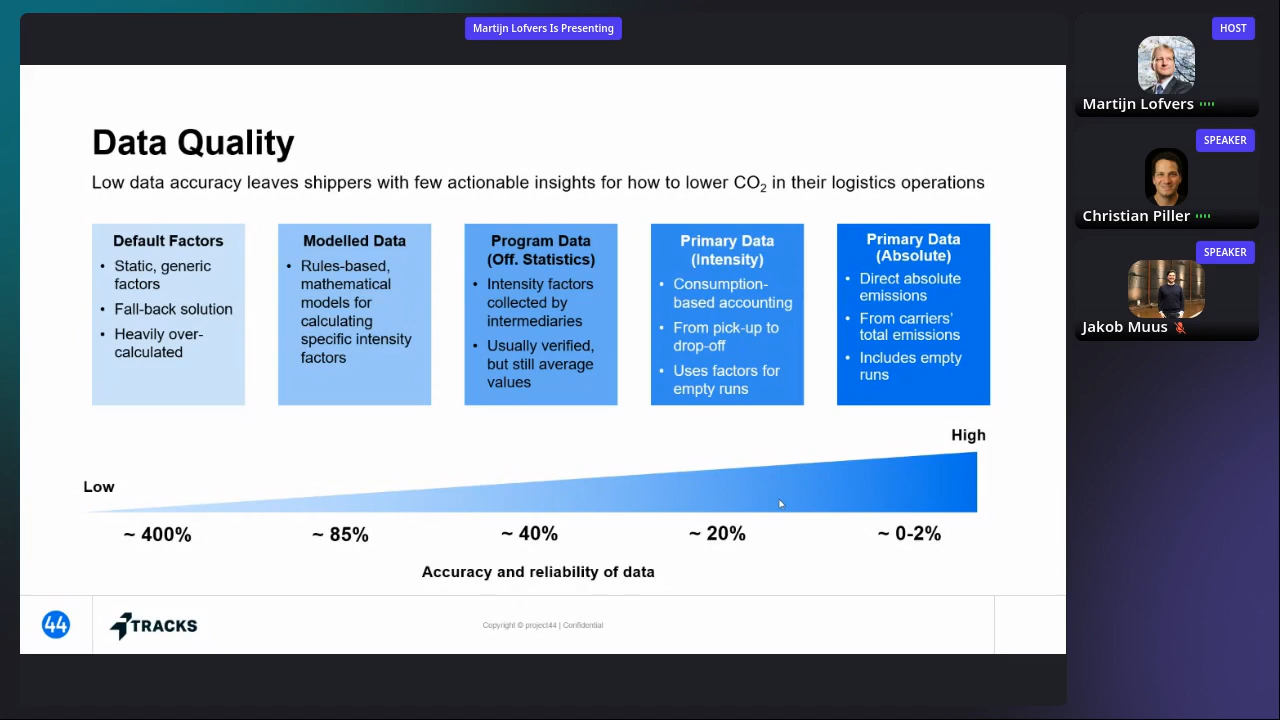 Martijn Lofvers Is Presenting
Data Quality
Low data accuracy leaves shippers with few actionable insights for how to lower CO2 in their logistics operations
Default Factors
• Static, generic
factors
• Fall-back solution
• Heavily over-
calculated
Modelled Data
• Rules-based,
mathematical
models for
calculating
specific intensity
factors
Program Data
(Off. Statistics)
• Intensity factors
collected by
intermediaries
• Usually verified,
but still average
values
Primary Data
(Intensity)
• Consumption-
based accounting
• From pick-up to
drop-off
• Uses factors for
empty runs
Primary Data
(Absolute)
• Direct absolute
emissions
• From carriers'
total emissions
• Includes empty
runs
High
Low
~ 400%
~ 85%
~ 40%
~ 20%
~ 0-2%
Accuracy and reliability of data
44
TRACKS
Copyright © project44 | Confidential
HOST
Martijn Lofvers
SPEAKER
Christian Piller
SPEAKER
Jakob Muus